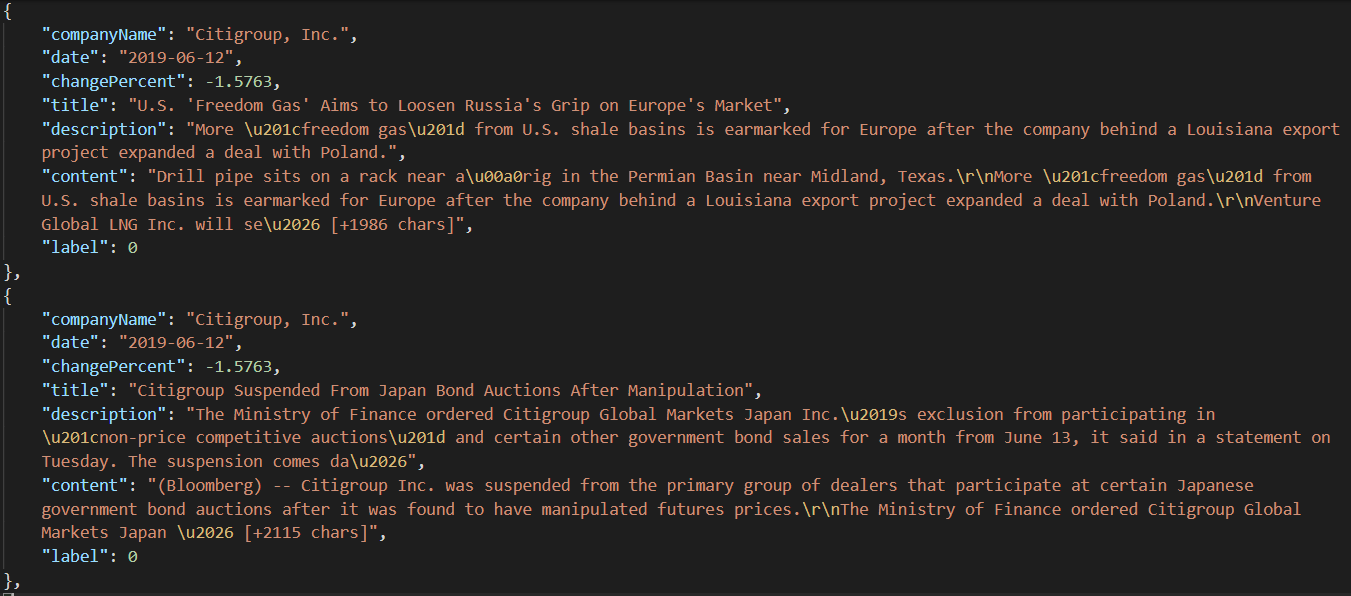 {
"companyName": "Citigroup, Inc.",
"date": "2019-06-12",
"changePercent": -1.5763,
"title": "U.S. 'Freedom Gas' Aims to Loosen Russia's Grip on Europe's Market",
"description": "More \u201cfreedom gas\u201d from U.S. shale basins is earmarked for Europe after the company behind a Louisiana export
project expanded a deal with Poland.",
"content": "Drill pipe sits on a rack near a\u00a0rig in the Permian Basin near Midland, Texas.\r\nMore \u201cfreedom gas\u201d from
U.S. shale basins is earmarked for Europe after the company behind a Louisiana export project expanded a deal with Poland.\r\nVenture
Global LNG Inc. will se\u2026 [+1986 chars]",
"label": 0
},
{
"companyName": "Citigroup, Inc.",
"date": "2019-06-12",
"changePercent": -1.5763,
"title": "Citigroup Suspended From Japan Bond Auctions After Manipulation",
"description": "The Ministry of Finance ordered Citigroup Global Markets Japan Inc.\u2019s exclusion from participating in
\u201cnon-price competitive auctions\u201d and certain other government bond sales for a month from June 13, it said in a statement on
Tuesday. The suspension comes da\u2026",
"content": "(Bloomberg) -- Citigroup Inc. was suspended from the primary group of dealers that participate at certain Japanese
government bond auctions after it was found to have manipulated futures prices.\r\nThe Ministry of Finance ordered Citigroup Global
Markets Japan \u2026 [+2115 chars]",
"label": 0
},